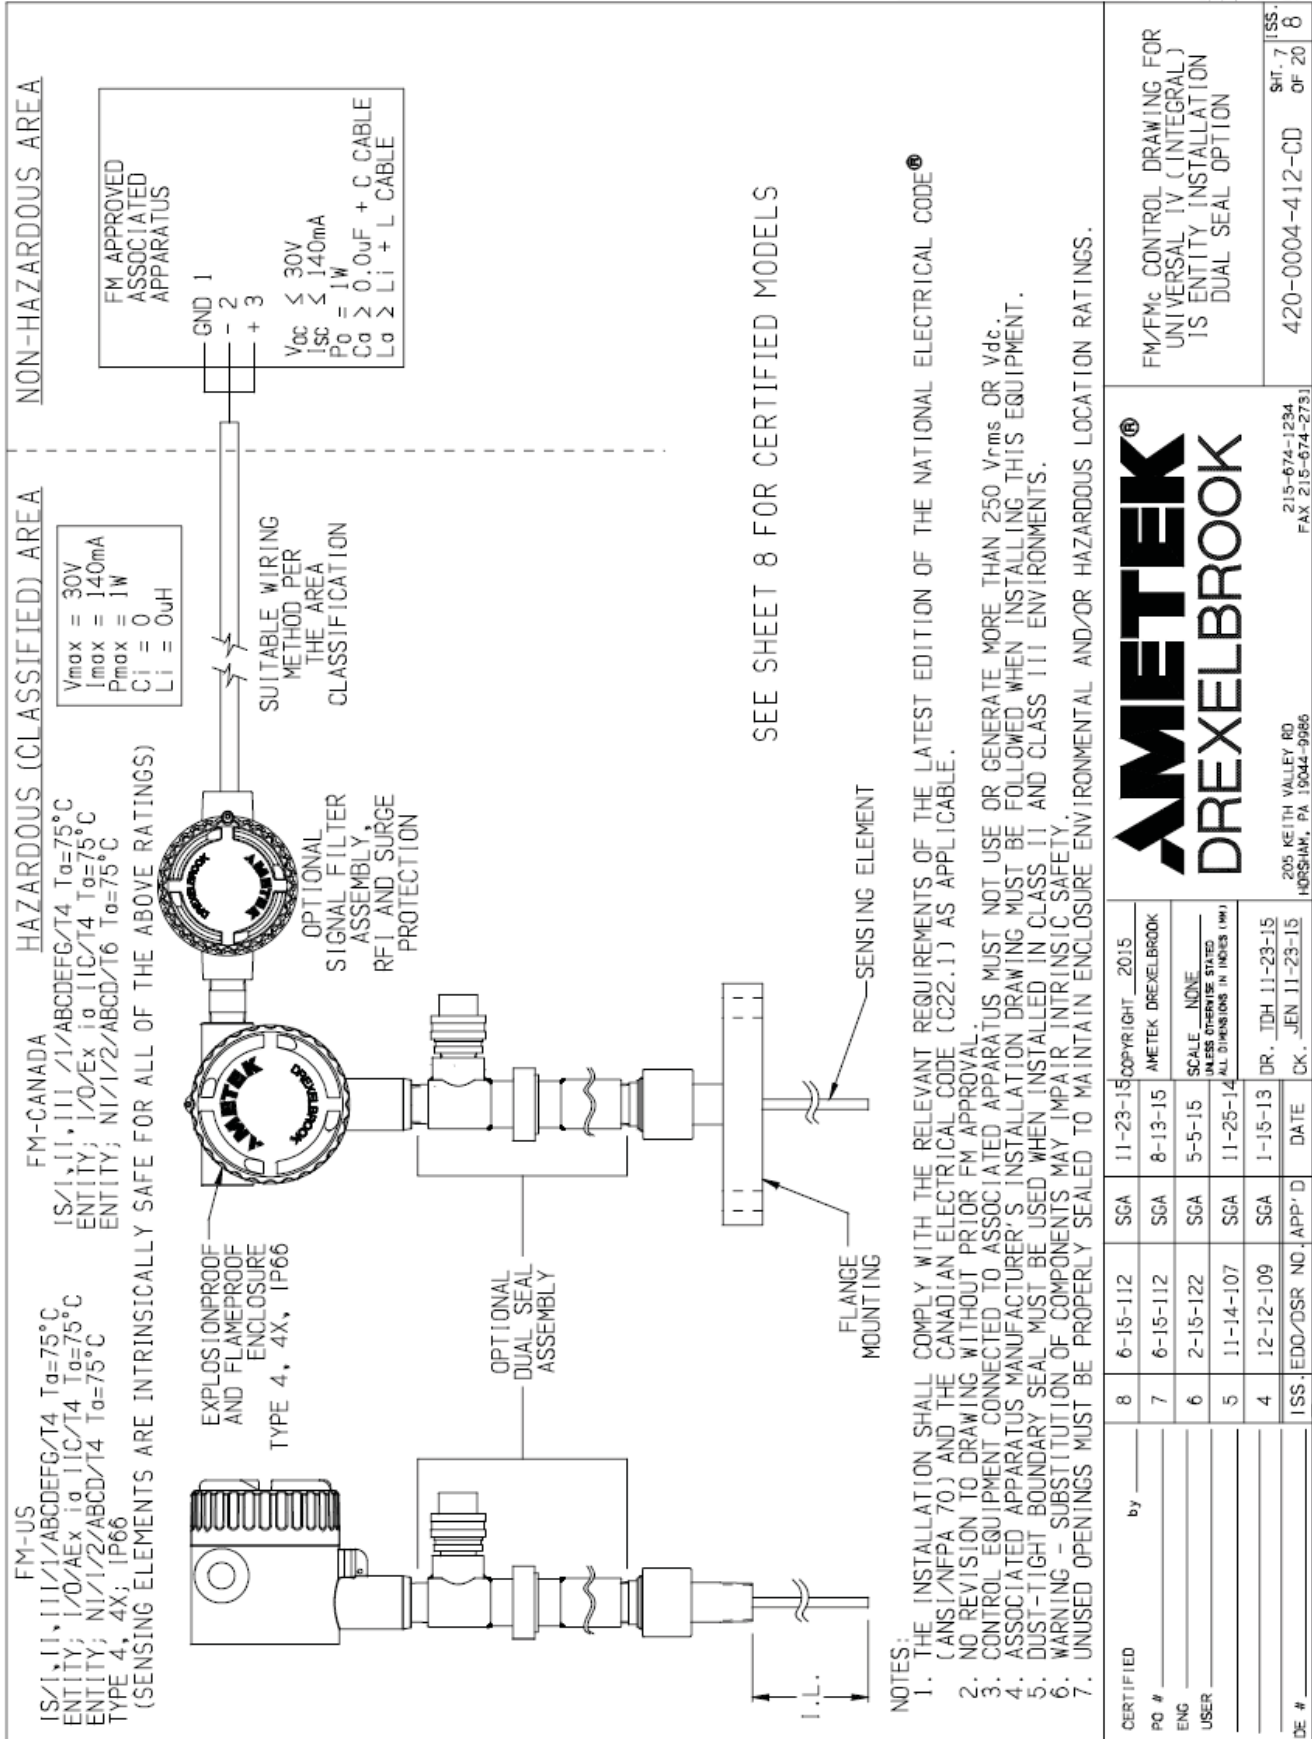 FM-US
IS/I,II,III/1/ABCDEFG/T4 Ta=75°C
ENTITY; I/0/AEx ia IIC/T4 Ta=75°C
ENTITY; NI/I/2/ABCD/T4 Ta=75°C
TYPE 4, 4X; IP66
FM-CANADA
IS/I,II,III /1/ABCDEFG/T4 Ta=75°C
ENTITY; I/0/Ex ia IIC/T4 Ta=75°C
ENTITY; NI/I/2/ABCD/T6 Ta=75°C
(SENSING ELEMENTS ARE INTRINSICALLY SAFE FOR ALL OF THE ABOVE RATINGS)
HAZARDOUS (CLASSIFIED) AREA
NON-HAZARDOUS AREA
Vmax = 30V
Imax = 140mA
Pmax = 1W
Ci = 0
Li = 0uH
FM APPROVED
ASSOCIATED
APPARATUS
GND 1
- 2
+ 3
Voc ≤ 30V
Isc ≤ 140mA
Po = 1W
Ca ≥ 0.0uF + C CABLE
La ≥ Li + L CABLE
EXPLOSIONPROOF
AND FLAMEPROOF
ENCLOSURE
TYPE 4, 4X, IP66
AMETEK
DREXELBROOK
DREXELBROOK
AMETEK
OPTIONAL
SIGNAL FILTER
ASSEMBLY,
RFI AND SURGE
PROTECTION
SUITABLE WIRING
METHOD PER
THE AREA
CLASSIFICATION
OPTIONAL
DUAL SEAL
ASSEMBLY
FLANGE
MOUNTING
SENSING ELEMENT
I.L.
SEE SHEET 8 FOR CERTIFIED MODELS
NOTES:
1. THE INSTALLATION SHALL COMPLY WITH THE RELEVANT REQUIREMENTS OF THE LATEST EDITION OF THE NATIONAL ELECTRICAL CODE®
(ANSI/NFPA 70) AND THE CANADIAN ELECTRICAL CODE (C22.1) AS APPLICABLE.
2. NO REVISION TO DRAWING WITHOUT PRIOR FM APPROVAL.
3. CONTROL EQUIPMENT CONNECTED TO ASSOCIATED APPARATUS MUST NOT USE OR GENERATE MORE THAN 250 Vrms OR Vdc.
4. ASSOCIATED APPARATUS MANUFACTURER'S INSTALLATION DRAWING MUST BE FOLLOWED WHEN INSTALLING THIS EQUIPMENT.
5. DUST-TIGHT BOUNDARY SEAL MUST BE USED WHEN INSTALLED IN CLASS II AND CLASS III ENVIRONMENTS.
6. WARNING - SUBSTITUTION OF COMPONENTS MAY IMPAIR INTRINSIC SAFETY.
7. UNUSED OPENINGS MUST BE PROPERLY SEALED TO MAINTAIN ENCLOSURE ENVIRONMENTAL AND/OR HAZARDOUS LOCATION RATINGS.
CERTIFIED by
PO #
ENG
USER
DE #
8 6-15-112 SGA 11-23-15
7 6-15-112 SGA 8-13-15
6 2-15-122 SGA 5-5-15
5 11-14-107 SGA 11-25-14
4 12-12-109 SGA 1-15-13
ISS. EDO/DSR NO. APP'D DATE
COPYRIGHT 2015
AMETEK DREXELBROOK
SCALE NONE
UNLESS OTHERWISE STATED
ALL DIMENSIONS IN INCHES (MM)
DR. TDH 11-23-15
CK. JEN 11-23-15
AMETEK®
DREXELBROOK
205 KEITH VALLEY RD
HORSHAM, PA 19044-9986
215-674-1234
FAX 215-674-2731
FM/FMc CONTROL DRAWING FOR
UNIVERSAL IV (INTEGRAL)
IS ENTITY INSTALLATION
DUAL SEAL OPTION
420-0004-412-CD
SHT. 7
OF 20
ISS.
8